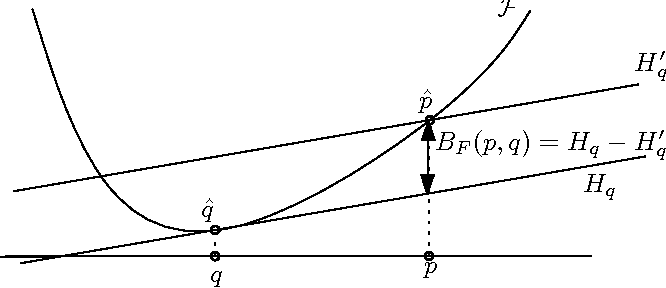 𝓕
H′_q
p̂
B_F(p, q) = H_q − H′_q
H_q
q̂
q
p